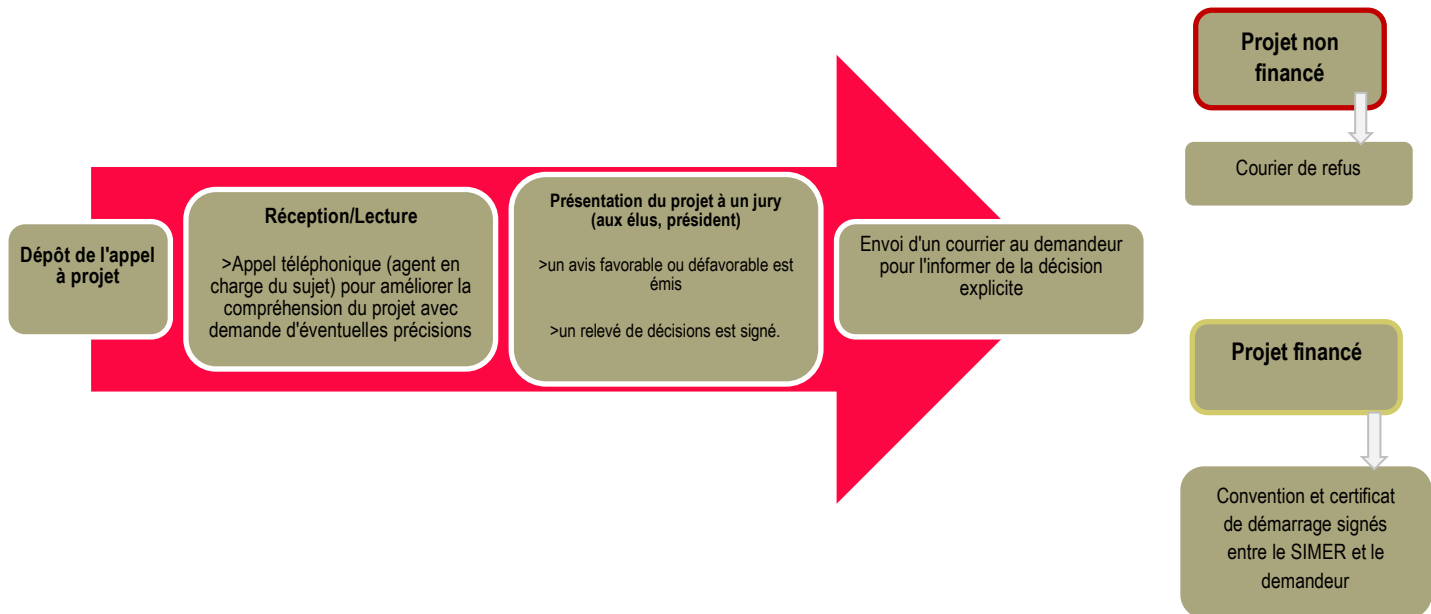 Dépôt de l'appel
à projet
Réception/Lecture
>Appel téléphonique (agent en
charge du sujet) pour améliorer la
compréhension du projet avec
demande d'éventuelles précisions
Présentation du projet à un jury
(aux élus, président)
>un avis favorable ou défavorable est
émis
>un relevé de décisions est signé.
Envoi d'un courrier au demandeur
pour l'informer de la décision
explicite
Projet non
financé
Courier de refus
Projet financé
Convention et certificat
de démarrage signés
entre le SIMER et le
demandeur